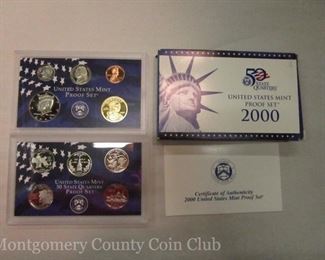 UNITED STATES MINT
PROOF SET
50
STATE
QUARTERS
UNITED STATES MINT
PROOF SET
2000
UNITED STATES MINT
50 STATE QUARTERS
PROOF SET
Certificate of Authenticity
2000 United States Mint Proof Set
Montgomery County Coin Club